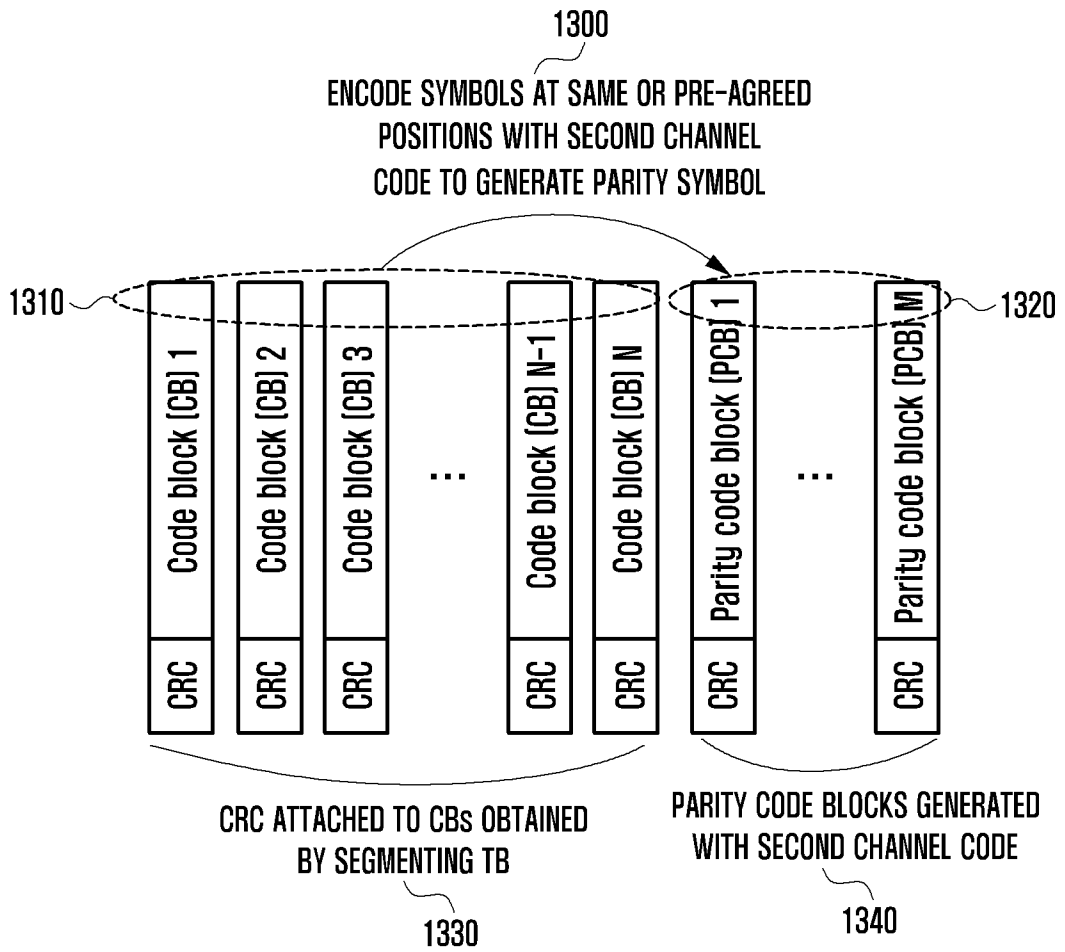 1300
ENCODE SYMBOLS AT SAME OR PRE-AGREED
POSITIONS WITH SECOND CHANNEL
CODE TO GENERATE PARITY SYMBOL
1310
1320
Code block (CB) 1
Code block (CB) 2
Code block (CB) 3
...
Code block (CB) N-1
Code block (CB) N
Parity code block (PCB) 1
...
Parity code block (PCB) M
CRC
CRC
CRC
CRC
CRC
CRC
CRC
CRC ATTACHED TO CBs OBTAINED
BY SEGMENTING TB
1330
PARITY CODE BLOCKS GENERATED
WITH SECOND CHANNEL CODE
1340